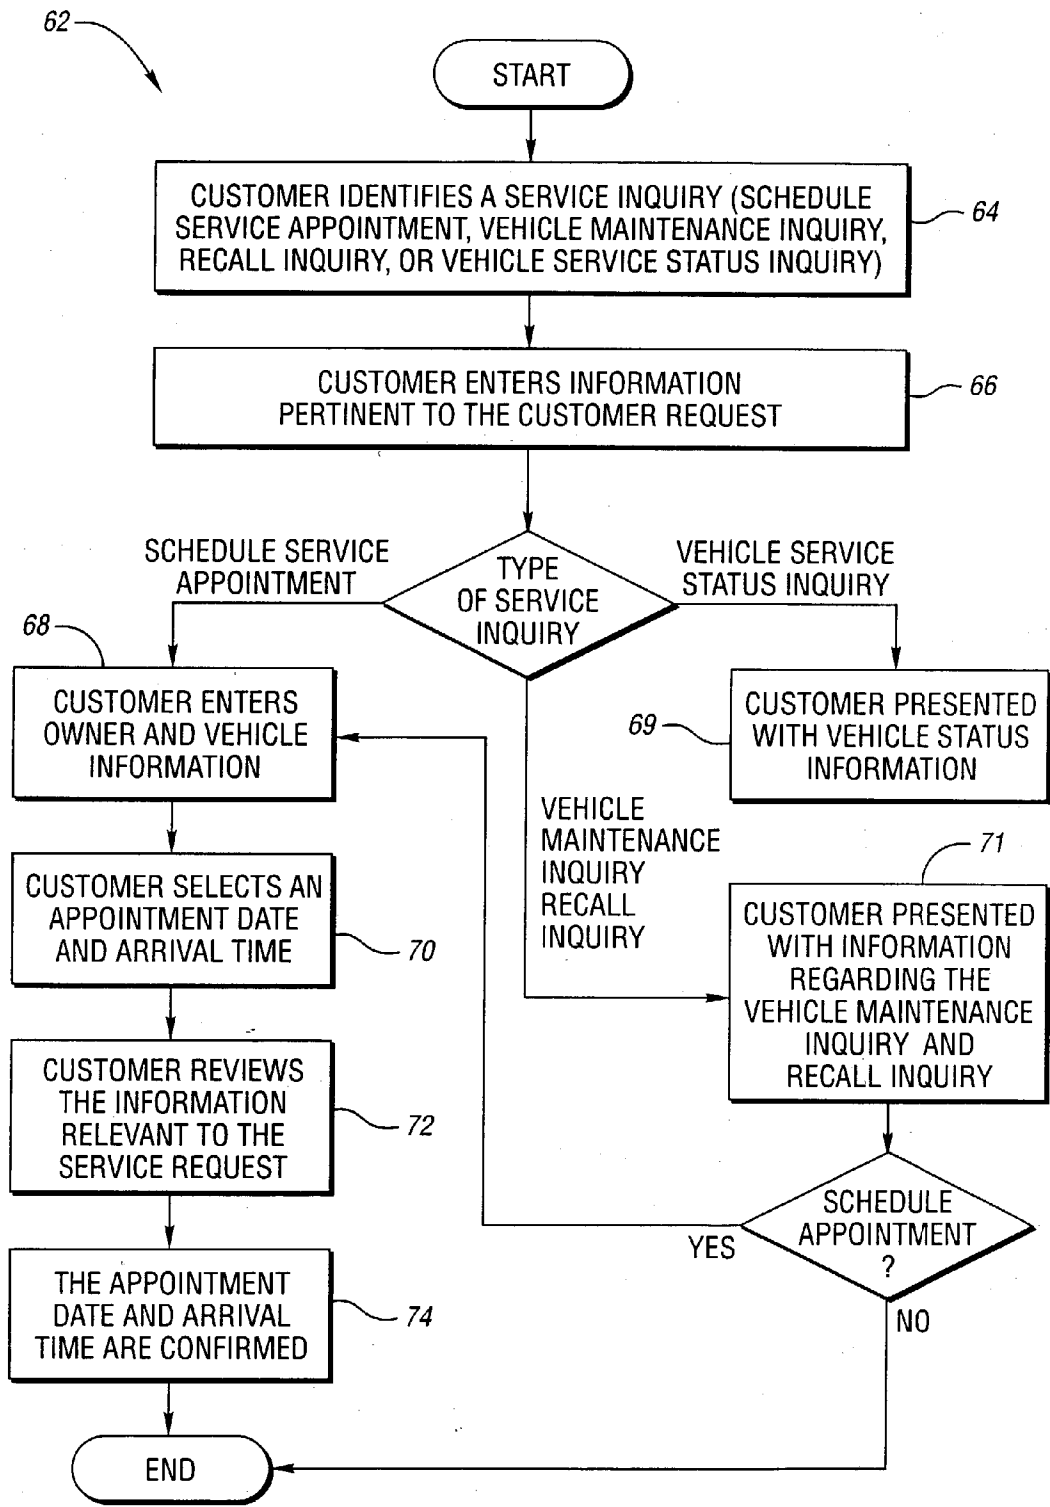 62
START
CUSTOMER IDENTIFIES A SERVICE INQUIRY (SCHEDULE
SERVICE APPOINTMENT, VEHICLE MAINTENANCE INQUIRY,
RECALL INQUIRY, OR VEHICLE SERVICE STATUS INQUIRY)
64
CUSTOMER ENTERS INFORMATION
PERTINENT TO THE CUSTOMER REQUEST
66
TYPE
OF SERVICE
INQUIRY
SCHEDULE SERVICE
APPOINTMENT
VEHICLE SERVICE
STATUS INQUIRY
68
CUSTOMER ENTERS
OWNER AND VEHICLE
INFORMATION
69
CUSTOMER PRESENTED
WITH VEHICLE STATUS
INFORMATION
VEHICLE
MAINTENANCE
INQUIRY
RECALL
INQUIRY
71
CUSTOMER PRESENTED
WITH INFORMATION
REGARDING THE
VEHICLE MAINTENANCE
INQUIRY AND
RECALL INQUIRY
CUSTOMER SELECTS AN
APPOINTMENT DATE
AND ARRIVAL TIME
70
CUSTOMER REVIEWS
THE INFORMATION
RELEVANT TO THE
SERVICE REQUEST
72
SCHEDULE
APPOINTMENT
?
YES
NO
THE APPOINTMENT
DATE AND ARRIVAL
TIME ARE CONFIRMED
74
END